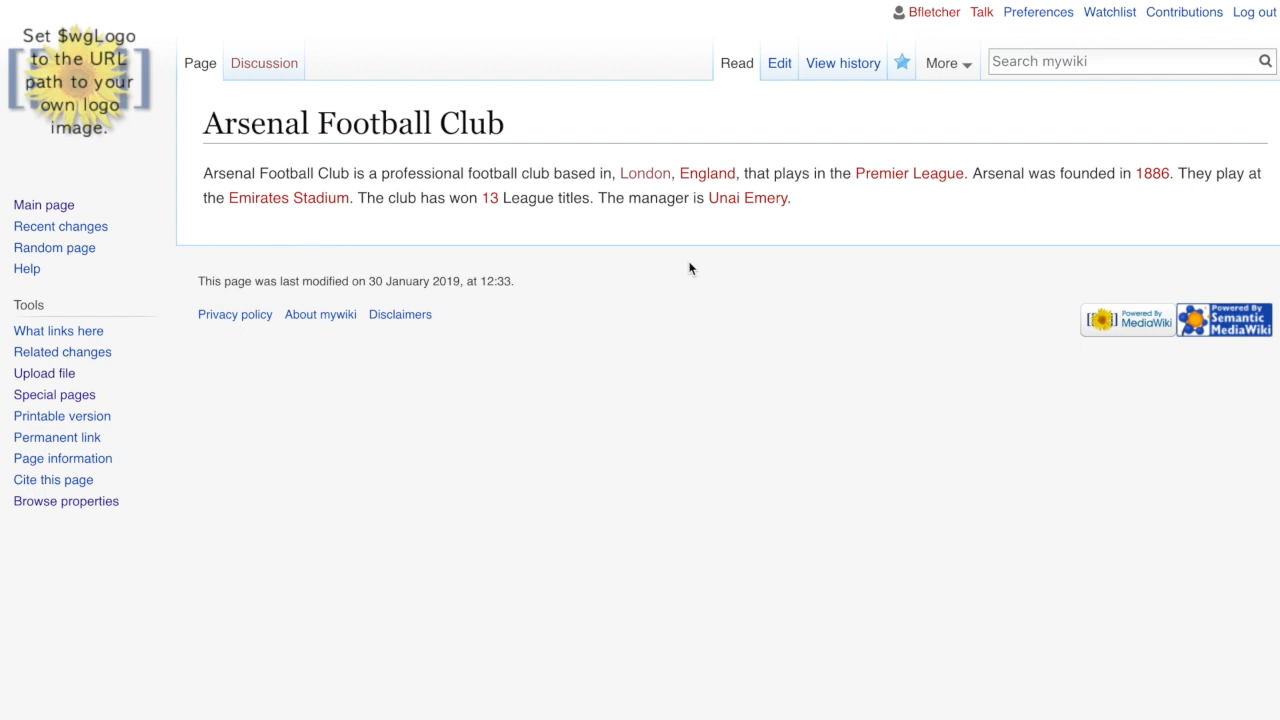 Bfletcher Talk Preferences Watchlist Contributions Log out
Set $wgLogo
to the URL
path to your
own logo
image.
Page Discussion Read Edit View history More Search mywiki
Arsenal Football Club
Arsenal Football Club is a professional football club based in, London, England, that plays in the Premier League. Arsenal was founded in 1886. They play at
the Emirates Stadium. The club has won 13 League titles. The manager is Unai Emery.
Main page
Recent changes
Random page
Help
Tools
What links here
Related changes
Upload file
Special pages
Printable version
Permanent link
Page information
Cite this page
Browse properties
This page was last modified on 30 January 2019, at 12:33.
Privacy policy About mywiki Disclaimers
Powered By
MediaWiki
Powered By
Semantic
MediaWiki